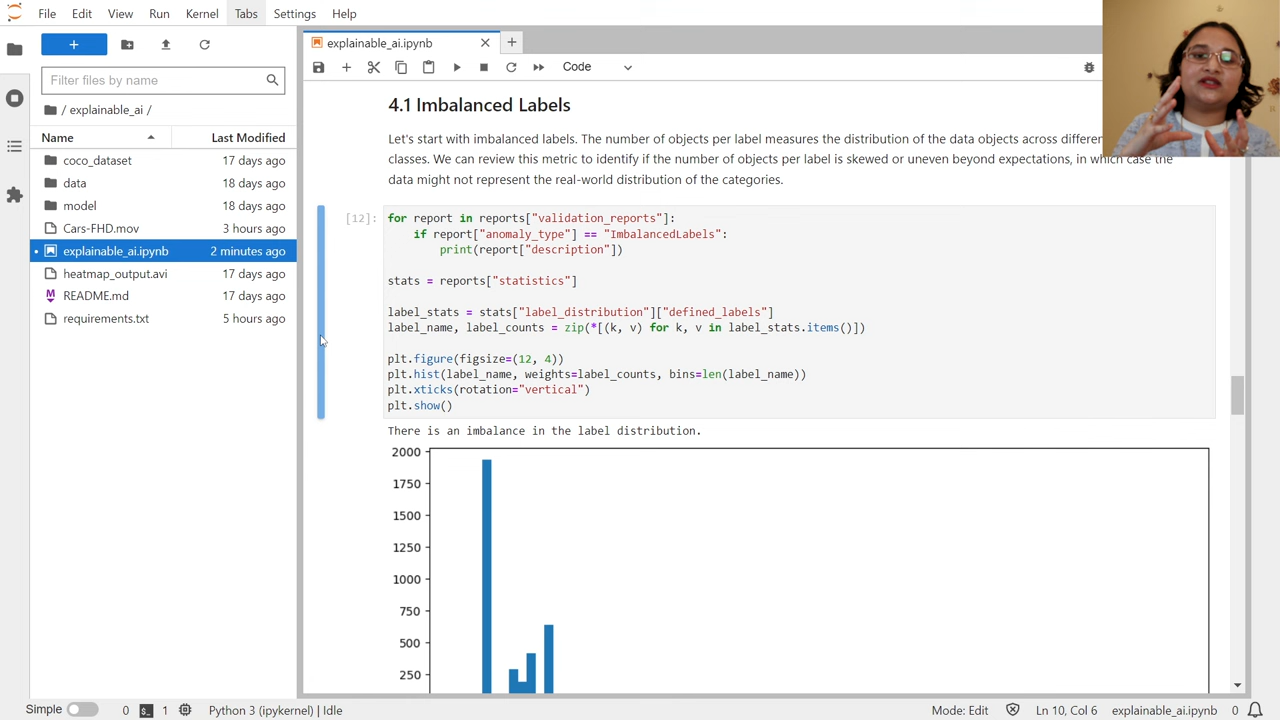 File Edit View Run Kernel Tabs Settings Help
+
Filter files by name
/ explainable_ai /
Name Last Modified
coco_dataset 17 days ago
data 18 days ago
model 18 days ago
Cars-FHD.mov 3 hours ago
explainable_ai.ipynb 2 minutes ago
heatmap_output.avi 17 days ago
README.md 17 days ago
requirements.txt 5 hours ago
explainable_ai.ipynb
Code
4.1 Imbalanced Labels
Let's start with imbalanced labels. The number of objects per label measures the distribution of the data objects across
classes. We can review this metric to identify if the number of objects per label is skewed or uneven beyond expectations, in which case the
data might not represent the real-world distribution of the categories.
[12]: for report in reports["validation_reports"]:
if report["anomaly_type"] == "ImbalancedLabels":
print(report["description"])
stats = reports["statistics"]
label_stats = stats["label_distribution"]["defined_labels"]
label_name, label_counts = zip(*[(k, v) for k, v in label_stats.items()])
plt.figure(figsize=(12, 4))
plt.hist(label_name, weights=label_counts, bins=len(label_name))
plt.xticks(rotation="vertical")
plt.show()
There is an imbalance in the label distribution.
2000
1750
1500
1250
1000
750
500
250
Simple 0 1 Python 3 (ipykernel) | Idle Mode: Edit Ln 10, Col 6 explainable_ai.ipynb 0